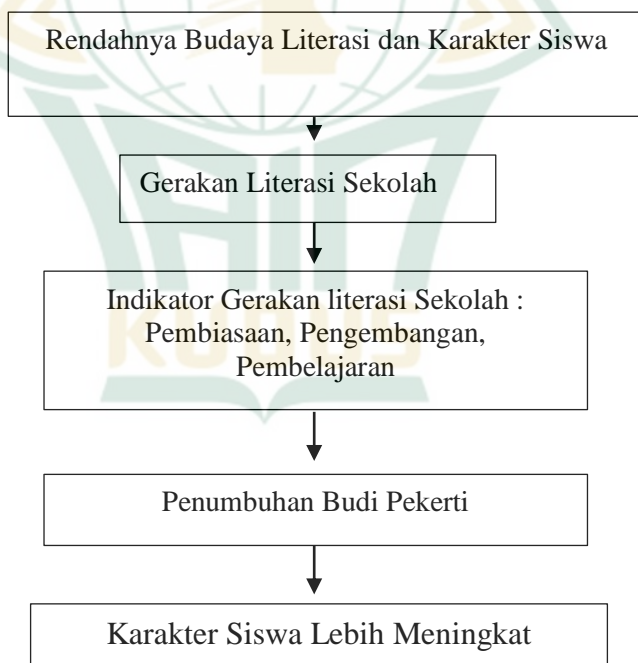 Rendahnya Budaya Literasi dan Karakter Siswa
Gerakan Literasi Sekolah
Indikator Gerakan literasi Sekolah :
Pembiasaan, Pengembangan,
Pembelajaran
KUDUS
Penumbuhan Budi Pekerti
Karakter Siswa Lebih Meningkat